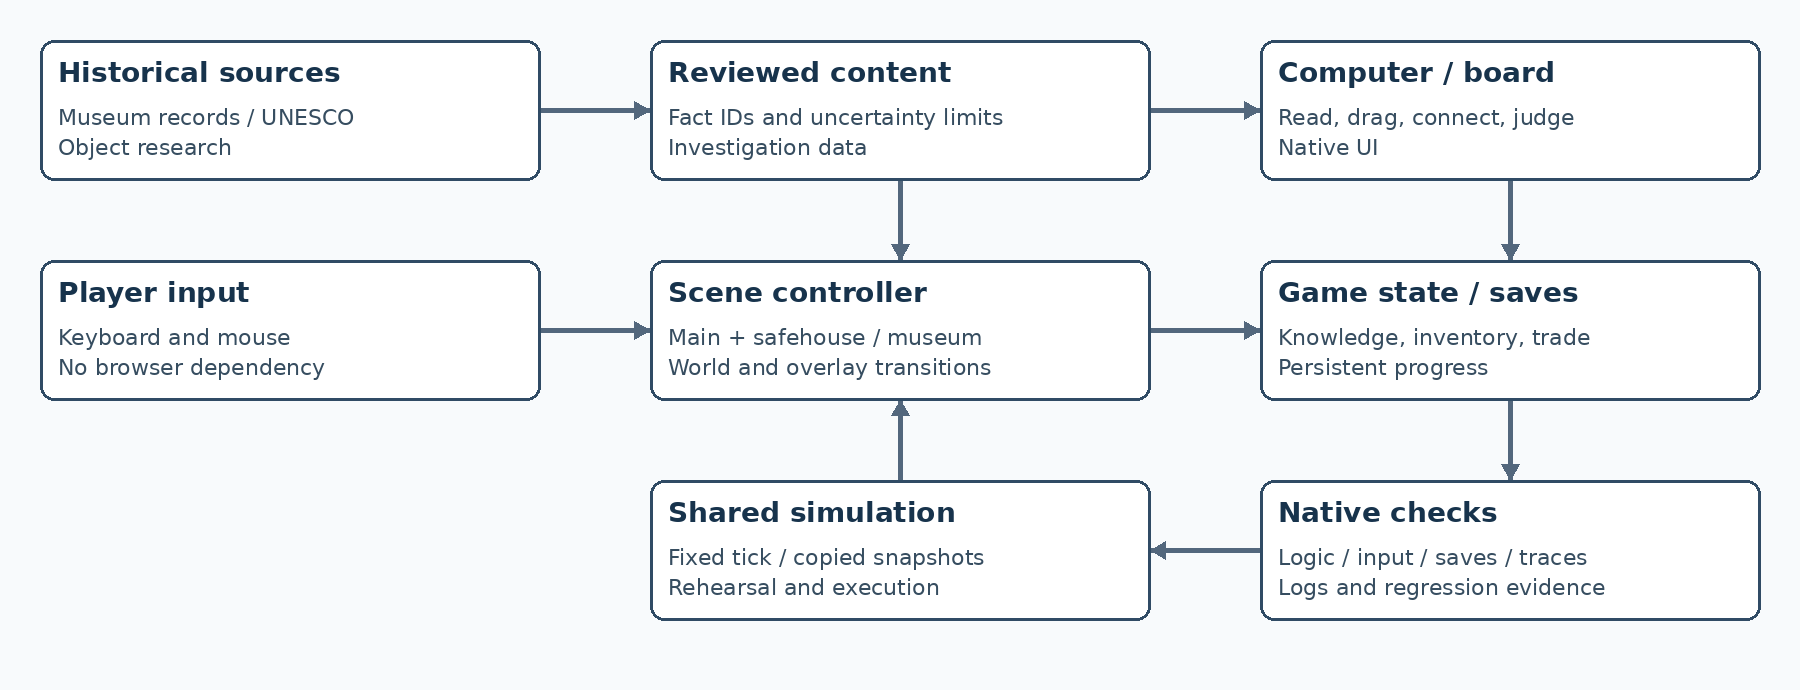 Historical sources
Museum records / UNESCO
Object research
Reviewed content
Fact IDs and uncertainty limits
Investigation data
Computer / board
Read, drag, connect, judge
Native UI
Player input
Keyboard and mouse
No browser dependency
Scene controller
Main + safehouse / museum
World and overlay transitions
Game state / saves
Knowledge, inventory, trade
Persistent progress
Shared simulation
Fixed tick / copied snapshots
Rehearsal and execution
Native checks
Logic / input / saves / traces
Logs and regression evidence